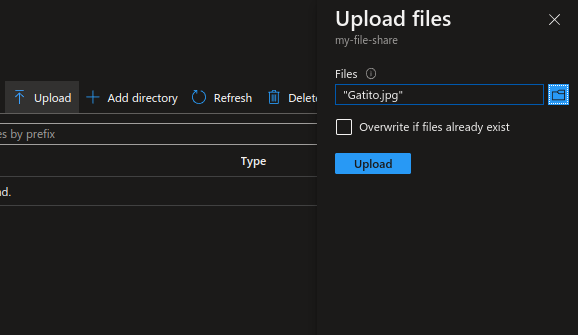 Upload files
my-file-share
Files
"Gatito.jpg"
Overwrite if files already exist
Upload
Upload Add directory Refresh Delete
es by prefix
Type
nd.